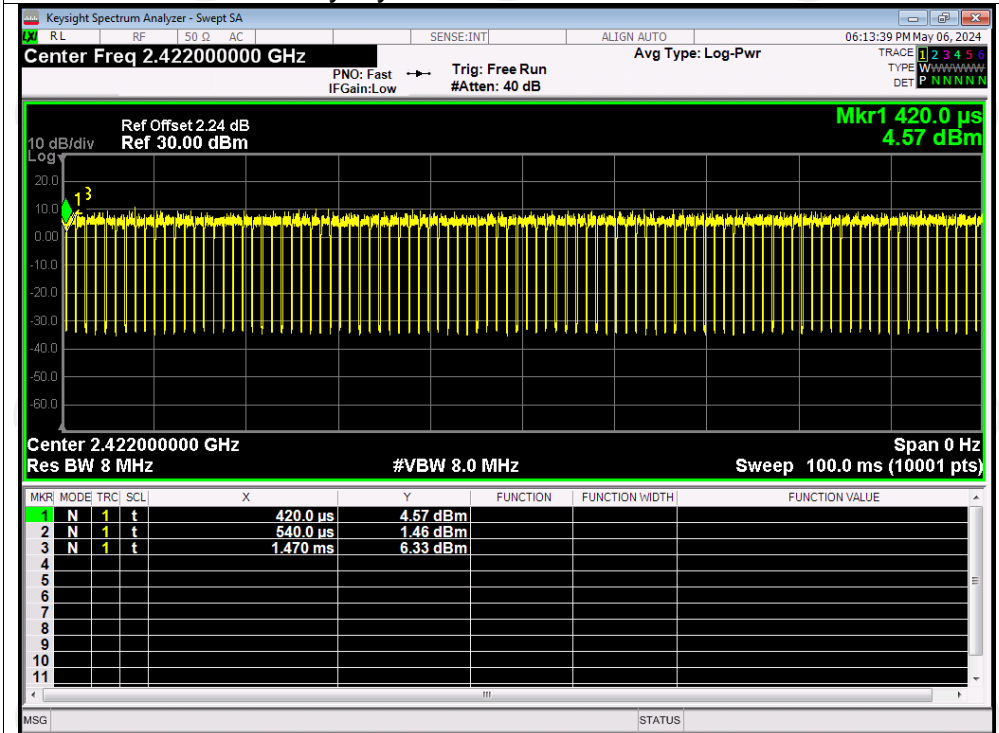 Keysight Spectrum Analyzer - Swept SA
LXI RL RF 50 Ω AC SENSE:INT ALIGN AUTO 06:13:39 PM May 06, 2024
Center Freq 2.422000000 GHz
PNO: Fast
IFGain:Low
Trig: Free Run
#Atten: 40 dB
Avg Type: Log-Pwr
TRACE 1 2 3 4 5 6
TYPE WWWWWW
DET P N N N N N
Mkr1 420.0 µs
4.57 dBm
Ref Offset 2.24 dB
10 dB/div Ref 30.00 dBm
Log
20.0
10.0
0.00
-10.0
-20.0
-30.0
-40.0
-50.0
-60.0
1 3
Center 2.422000000 GHz Span 0 Hz
Res BW 8 MHz #VBW 8.0 MHz Sweep 100.0 ms (10001 pts)
MKR MODE TRC SCL X Y FUNCTION FUNCTION WIDTH FUNCTION VALUE
1 N 1 t 420.0 µs 4.57 dBm
2 N 1 t 540.0 µs 1.46 dBm
3 N 1 t 1.470 ms 6.33 dBm
4
5
6
7
8
9
10
11
MSG STATUS